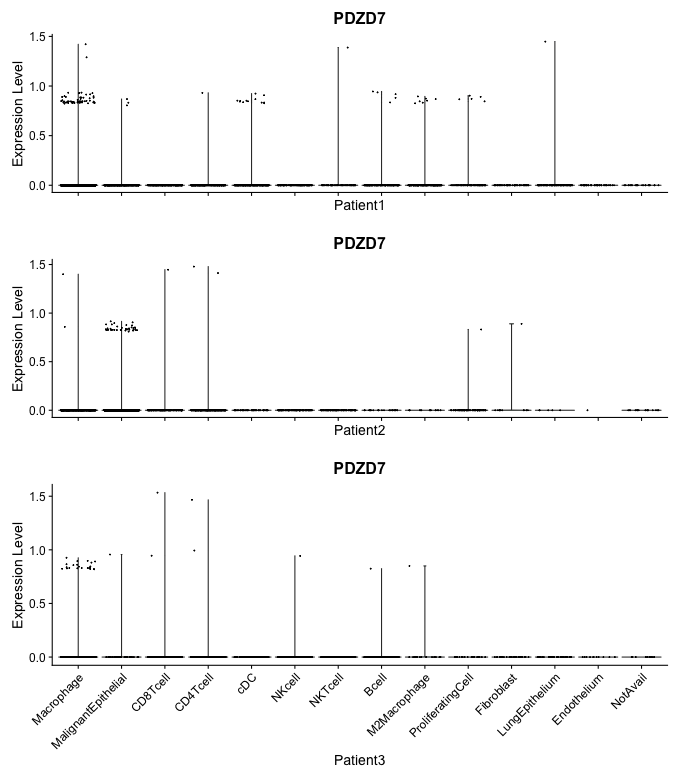 PDZD7
Expression Level
1.5
1.0
0.5
0.0
Patient1
PDZD7
Expression Level
1.5
1.0
0.5
0.0
Patient2
PDZD7
Expression Level
1.5
1.0
0.5
0.0
Macrophage
MalignantEpithelial
CD8Tcell
CD4Tcell
cDC
NKcell
NKTcell
Bcell
M2Macrophage
ProliferatingCell
Fibroblast
LungEpithelium
Endothelium
NotAvail
Patient3